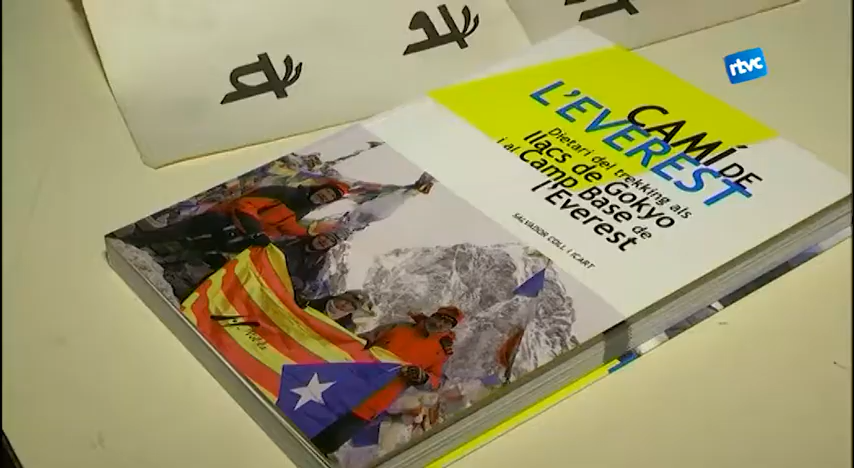 rtvc
CAMÍ DE
L'EVEREST
Dietari del trekking als
llacs de Gokyo
i al Camp Base de
l'Everest
SALVADOR COLL I ICART